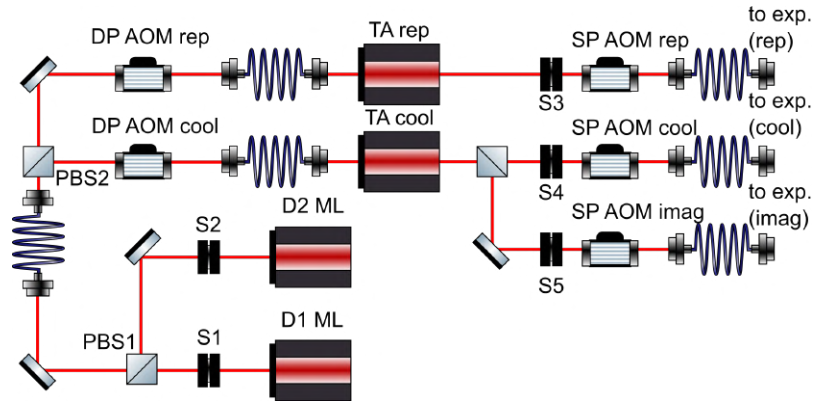 DP AOM rep
TA rep
SP AOM rep
to exp.
(rep)
S3
DP AOM cool
TA cool
SP AOM cool
to exp.
(cool)
PBS2
S4
D2 ML
S2
SP AOM imag
to exp.
(imag)
S5
D1 ML
S1
PBS1